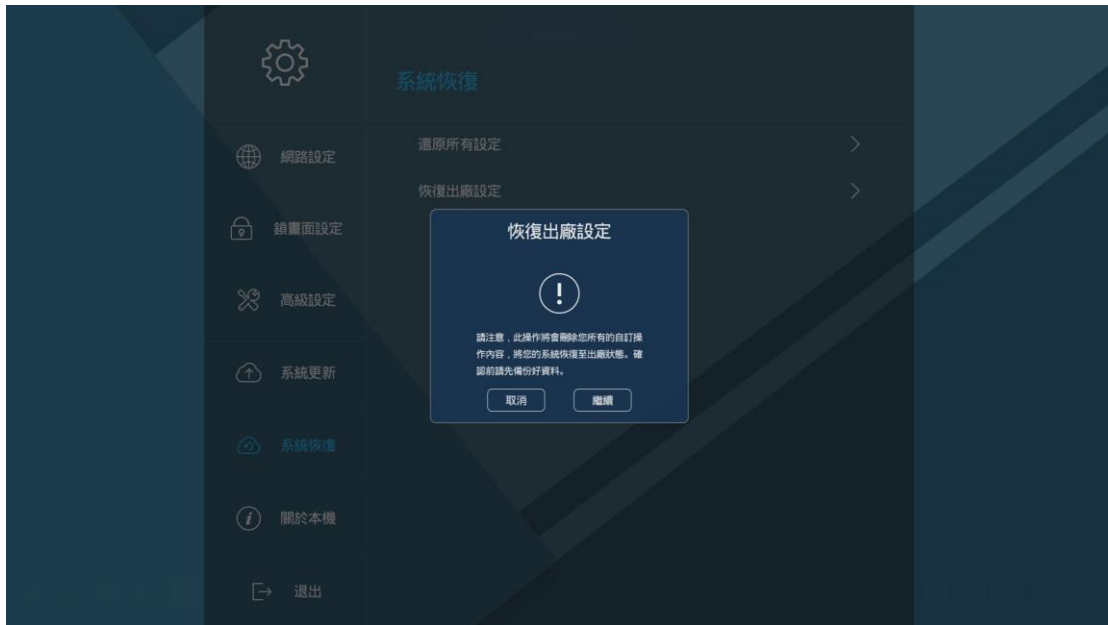 系統恢復
還原所有設定
網路設定
恢復出廠設定
鎖畫面設定
恢復出廠設定
!
高級設定
請注意，此操作將會刪除您所有的自訂操
作內容，將您的系統恢復至出廠狀態。確
認前請先備份好資料。
系統更新
取消
繼續
系統恢復
關於本機
退出